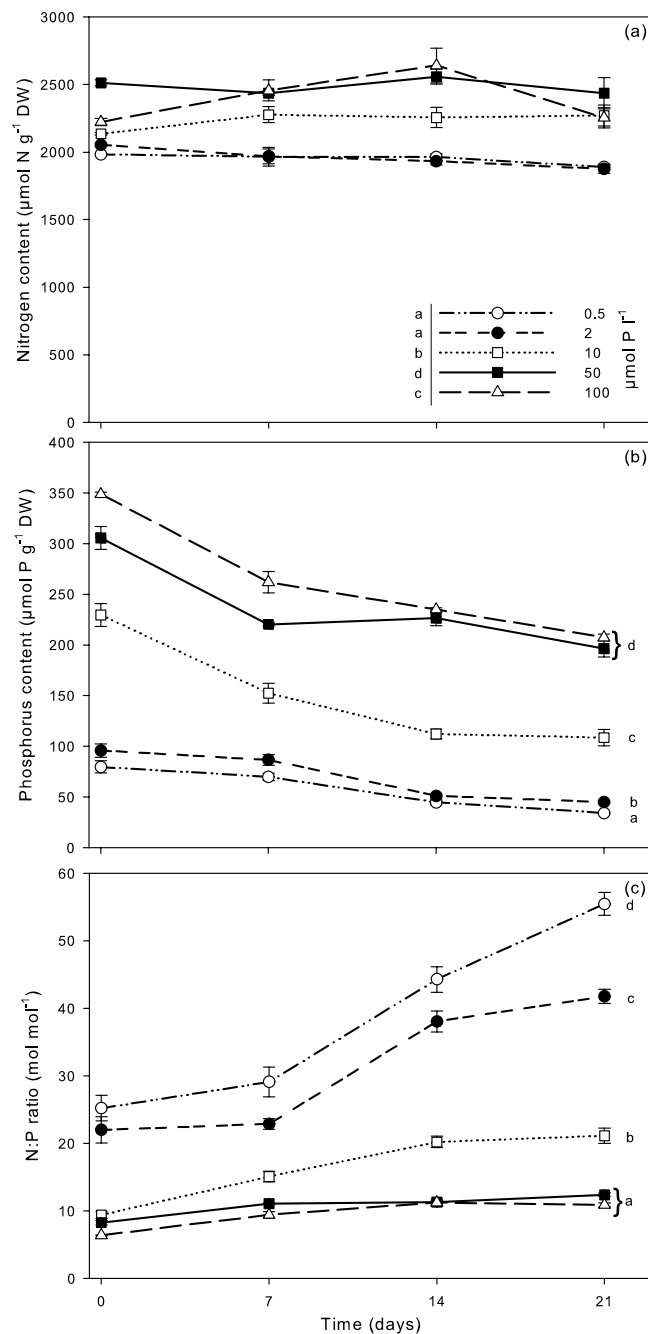 (a)
3000
2500
2000
1500
1000
500
0
Nitrogen content (µmol N g⁻¹ DW)
a 0.5
a 2
b 10
d 50
c 100
µmol P l⁻¹
(b)
400
350
300
250
200
150
100
50
0
Phosphorus content (µmol P g⁻¹ DW)
d
c
b
a
(c)
60
50
40
30
20
10
0
N:P ratio (mol mol⁻¹)
d
c
b
a
0 7 14 21
Time (days)